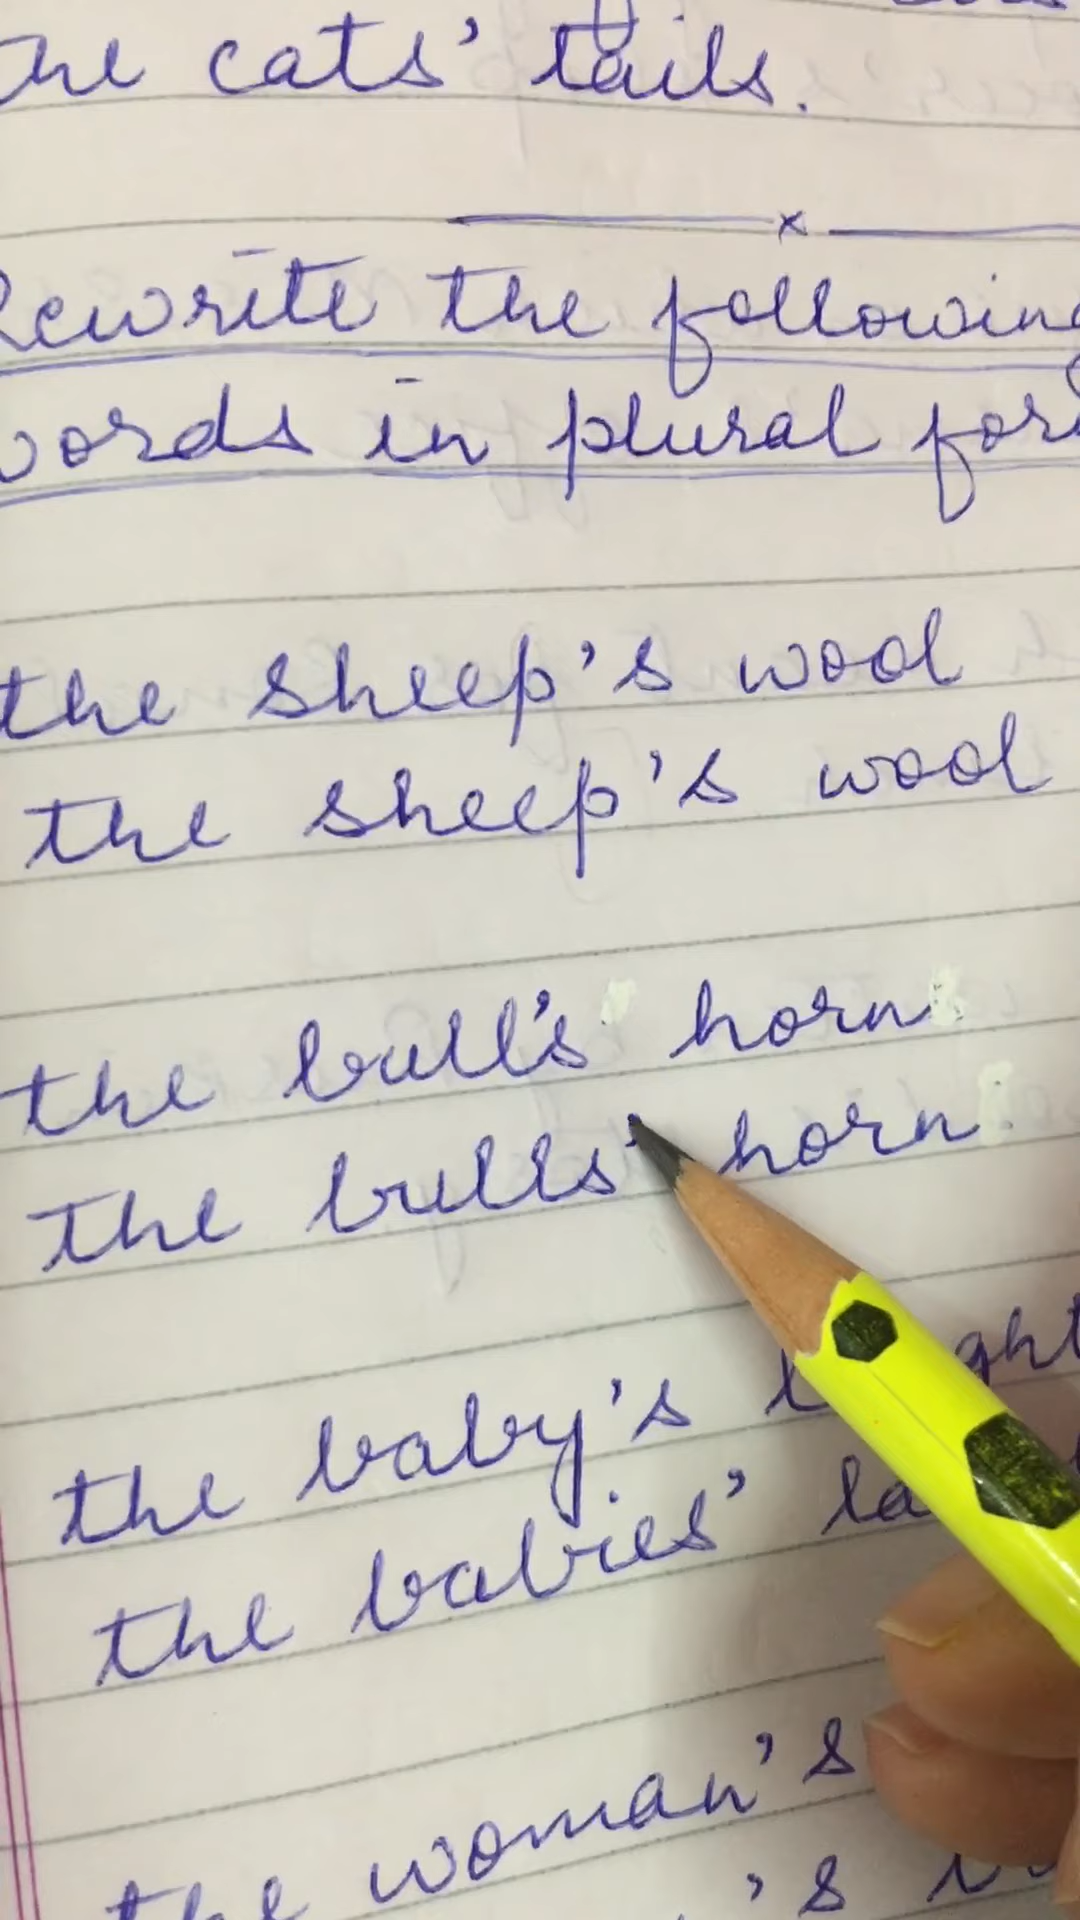 the cats' tails.
x
Rewrite the following
words in plural
the sheep's wool
the sheep's wool
the bull's horn
the bulls' horn
the baby's
the babies'
the woman's